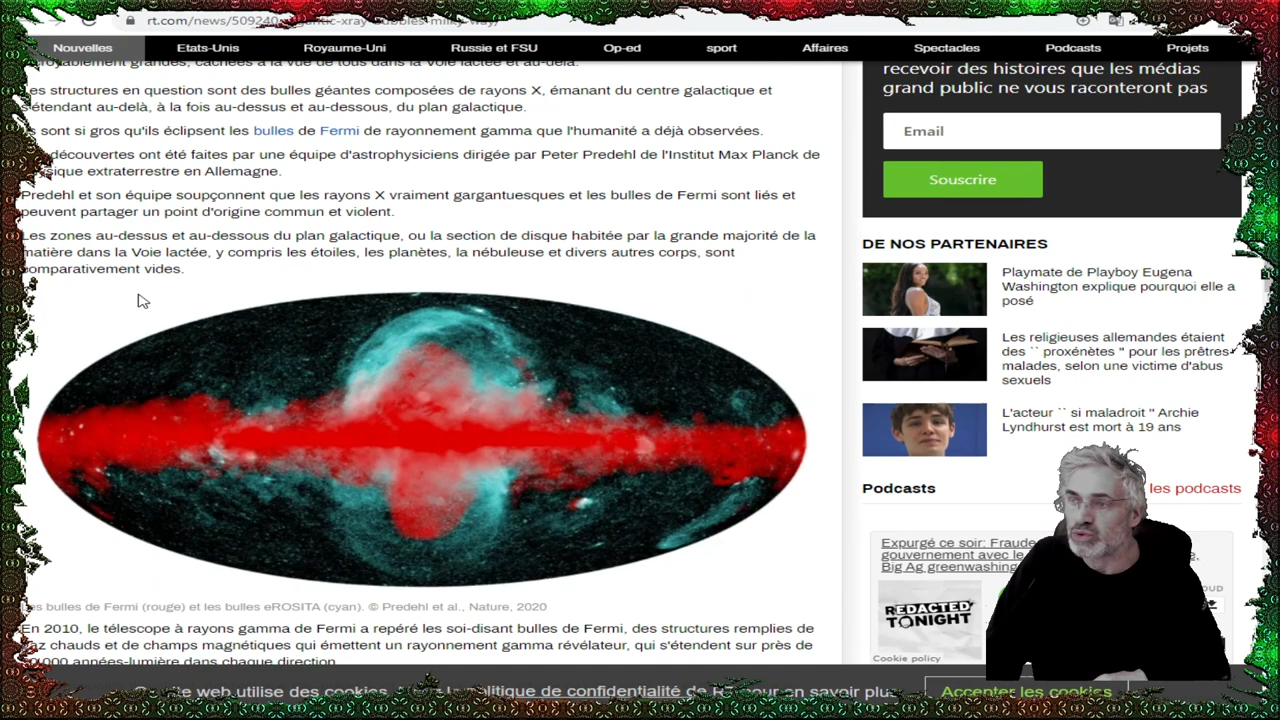 rt.com/news/509240-gigantic-xray-bubbles-milky-way/
Nouvelles Etats-Unis Royaume-Uni Russie et FSU Op-ed sport Affaires Spectacles Podcasts Projets
grandes, cachées à la vue de tous dans la Voie lactée et au-delà.
es structures en question sont des bulles géantes composées de rayons X, émanant du centre galactique et
s'étendant au-delà, à la fois au-dessus et au-dessous, du plan galactique.
s sont si gros qu'ils éclipsent les bulles de Fermi de rayonnement gamma que l'humanité a déjà observées.
découvertes ont été faites par une équipe d'astrophysiciens dirigée par Peter Predehl de l'Institut Max Planck de
ysique extraterrestre en Allemagne.
Predehl et son équipe soupçonnent que les rayons X vraiment gargantuesques et les bulles de Fermi sont liés et
peuvent partager un point d'origine commun et violent.
Les zones au-dessus et au-dessous du plan galactique, ou la section de disque habitée par la grande majorité de la
matière dans la Voie lactée, y compris les étoiles, les planètes, la nébuleuse et divers autres corps, sont
comparativement vides.
es bulles de Fermi (rouge) et les bulles eROSITA (cyan). © Predehl et al., Nature, 2020
En 2010, le télescope à rayons gamma de Fermi a repéré les soi-disant bulles de Fermi, des structures remplies de
gaz chauds et de champs magnétiques qui émettent un rayonnement gamma révélateur, qui s'étendent sur près de
000 années-lumière dans chaque direction
recevoir des histoires que les médias
grand public ne vous raconteront pas
Email
Souscrire
DE NOS PARTENAIRES
Playmate de Playboy Eugena
Washington explique pourquoi elle a
posé
Les religieuses allemandes étaient
des `` proxénètes '' pour les prêtres
malades, selon une victime d'abus
sexuels
L'acteur `` si maladroit '' Archie
Lyndhurst est mort à 19 ans
Podcasts les podcasts
Expurgé ce soir: Fraude
gouvernement avec le
Big Ag greenwashing
REDACTED
TONIGHT
Cookie policy
te web utilise des cookies. la politique de confidentialité de R pour en savoir plus
Accepter les cookies